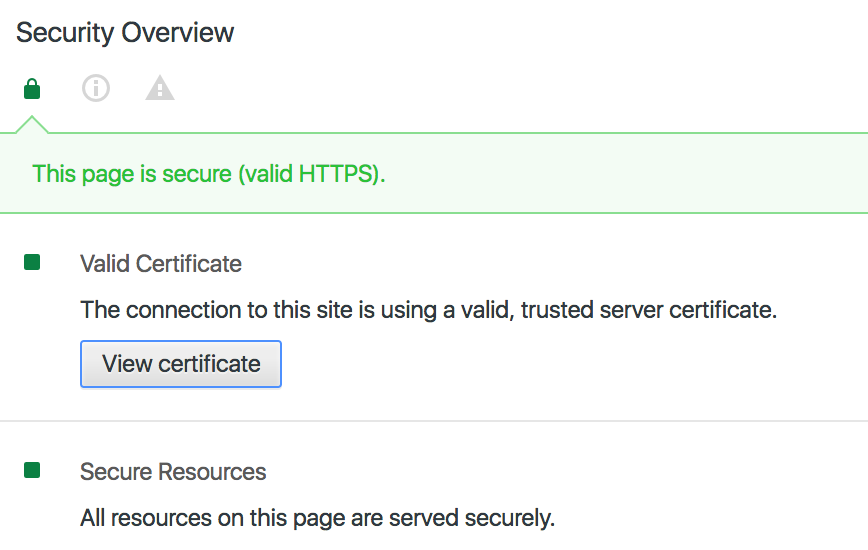 Security Overview
This page is secure (valid HTTPS).
Valid Certificate
The connection to this site is using a valid, trusted server certificate.
View certificate
Secure Resources
All resources on this page are served securely.